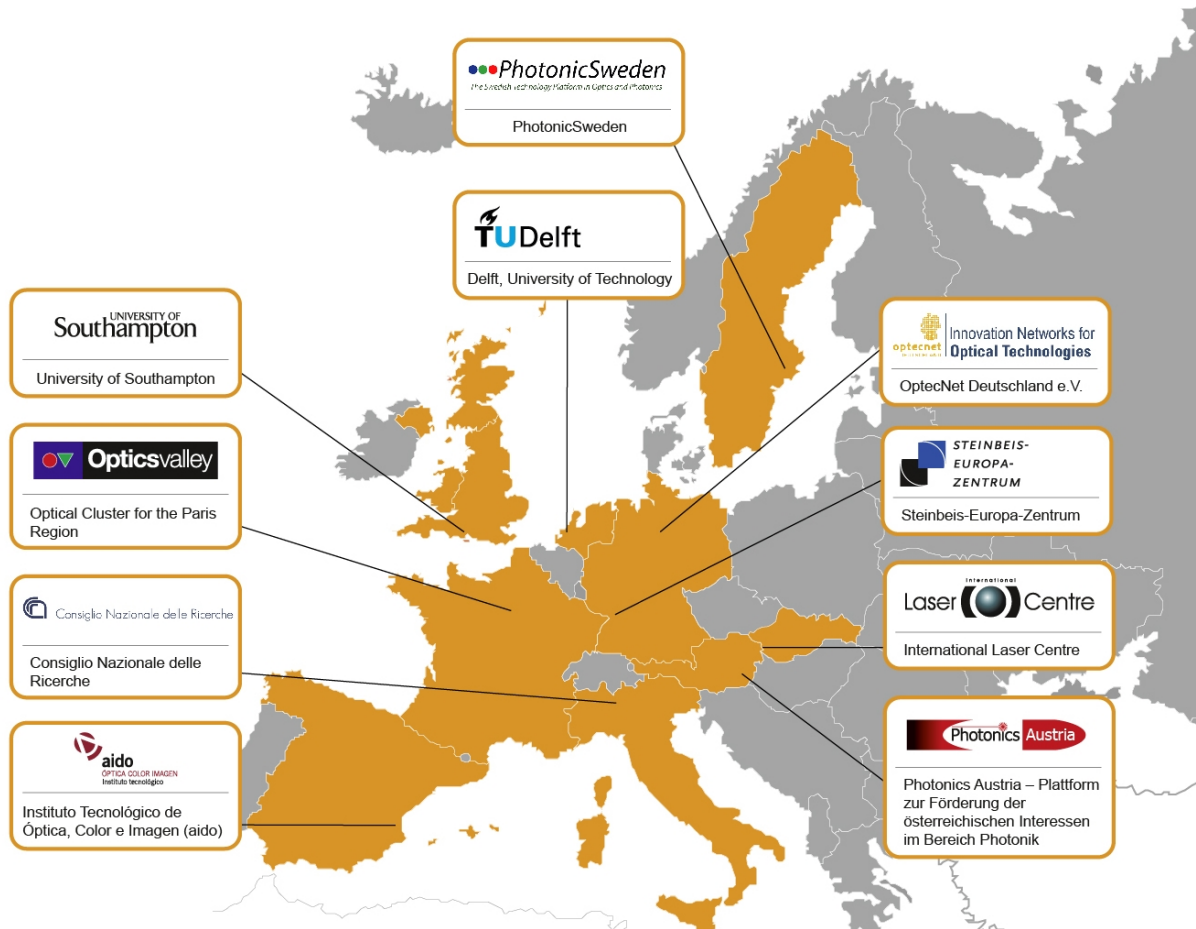 PhotonicSweden
The Swedish Technology Platform in Optics and Photonics
PhotonicSweden
TU Delft
Delft, University of Technology
UNIVERSITY OF
Southampton
University of Southampton
Opticsvalley
Optical Cluster for the Paris
Region
Consiglio Nazionale delle Ricerche
Consiglio Nazionale delle
Ricerche
aido
ÓPTICA COLOR IMAGEN
Instituto tecnológico
Instituto Tecnológico de
Óptica, Color e Imagen (aido)
optecnet
Innovation Networks for
Optical Technologies
OptecNet Deutschland e.V.
STEINBEIS-
EUROPA-
ZENTRUM
Steinbeis-Europa-Zentrum
International
Laser Centre
International Laser Centre
Photonics Austria
Photonics Austria – Plattform
zur Förderung der
österreichischen Interessen
im Bereich Photonik